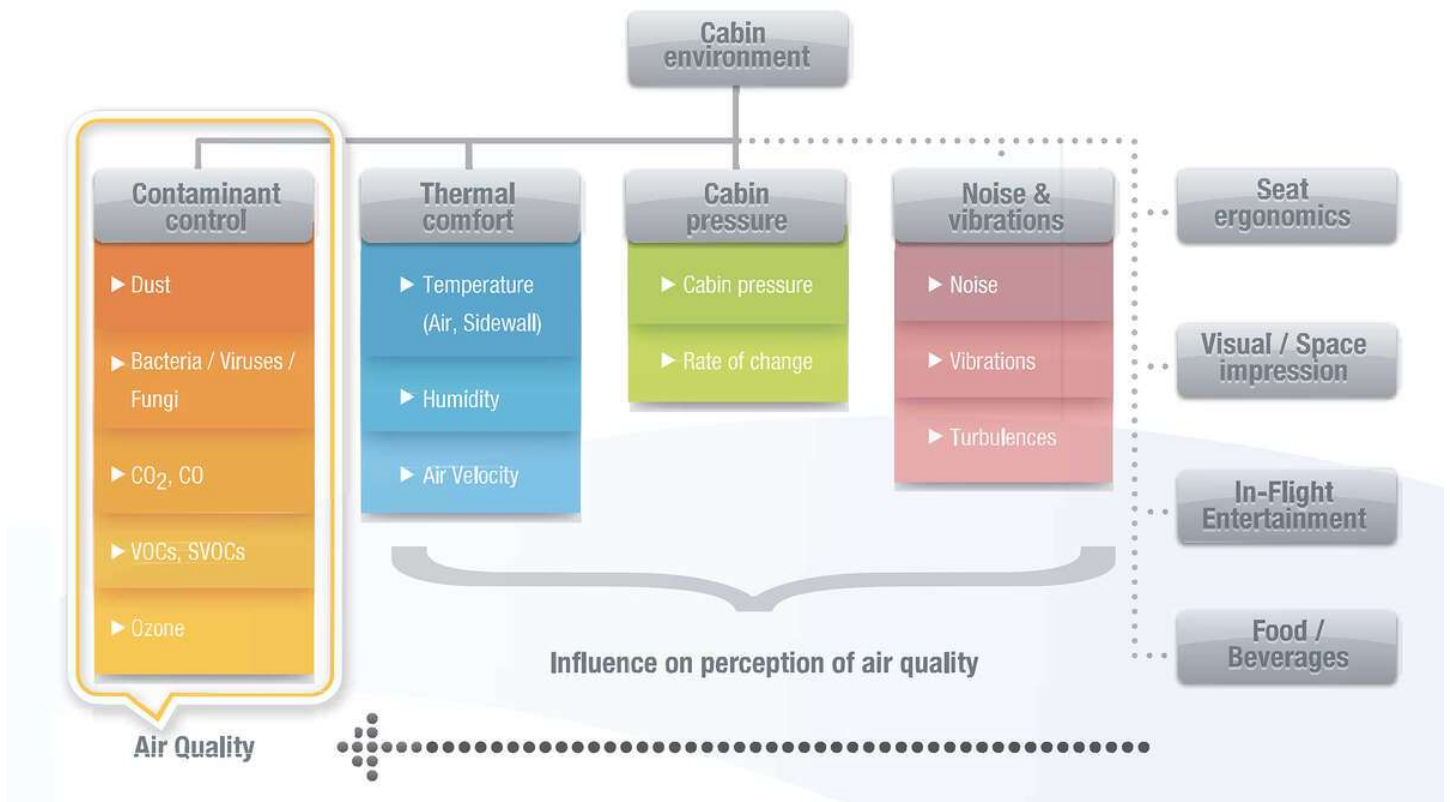 Cabin
environment
Contaminant
control
Dust
Bacteria / Viruses /
Fungi
CO₂, CO
VOCs, SVOCs
Ozone
Air Quality
Thermal
comfort
Temperature
(Air, Sidewall)
Humidity
Air Velocity
Cabin
pressure
Cabin pressure
Rate of change
Noise &
vibrations
Noise
Vibrations
Turbulences
Influence on perception of air quality
Seat
ergonomics
Visual / Space
impression
In-Flight
Entertainment
Food /
Beverages